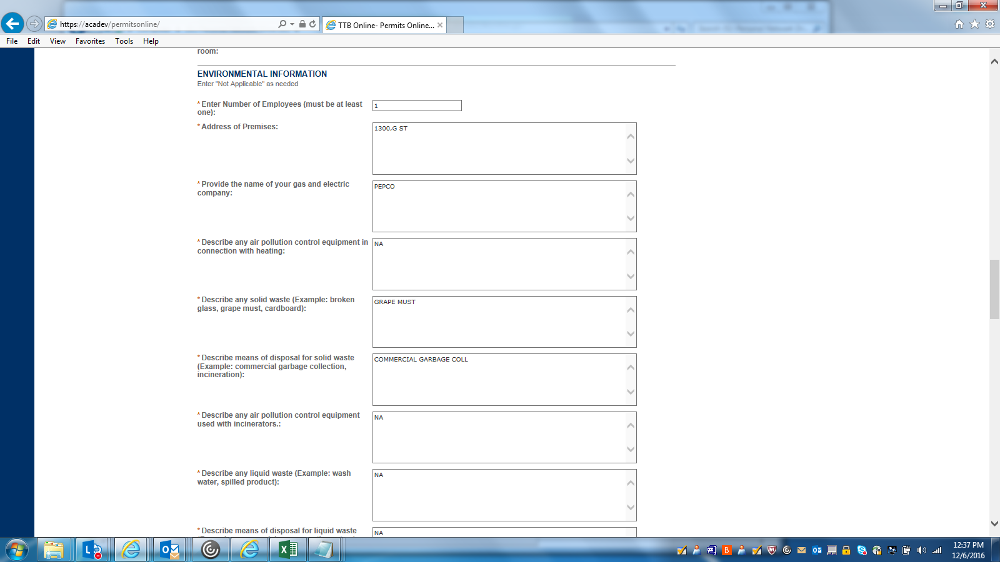 https://acadev/permitsonline/
TTB Online- Permits Online...
File Edit View Favorites Tools Help
room:
ENVIRONMENTAL INFORMATION
Enter "Not Applicable" as needed
* Enter Number of Employees (must be at least
one):
1
* Address of Premises:
1300,G ST
* Provide the name of your gas and electric
company:
PEPCO
* Describe any air pollution control equipment in
connection with heating:
NA
* Describe any solid waste (Example: broken
glass, grape must, cardboard):
GRAPE MUST
* Describe means of disposal for solid waste
(Example: commercial garbage collection,
incineration):
COMMERCIAL GARBAGE COLL
* Describe any air pollution control equipment
used with incinerators.:
NA
* Describe any liquid waste (Example: wash
water, spilled product):
NA
* Describe means of disposal for liquid waste
NA
12:37 PM
12/6/2016